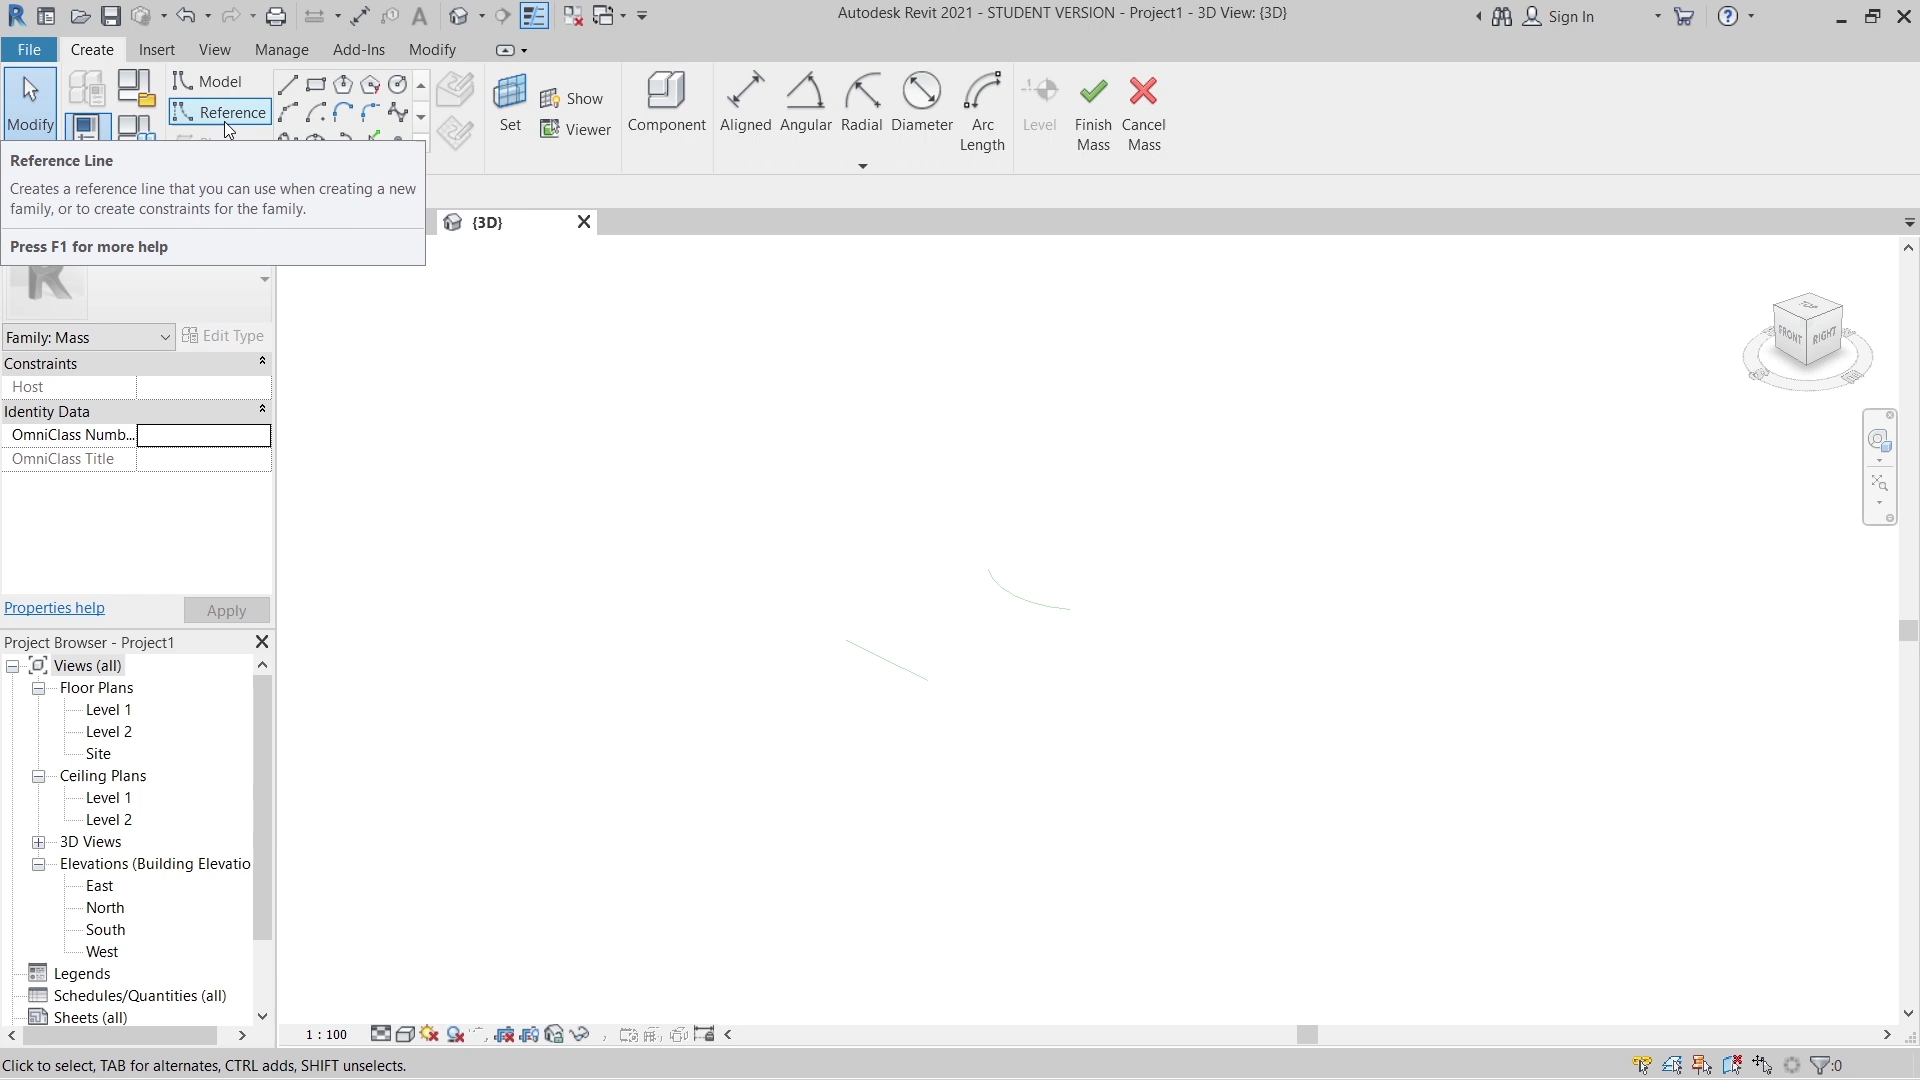 Autodesk Revit 2021 - STUDENT VERSION - Project1 - 3D View: {3D}
Sign In
File
Create
Insert
View
Manage
Add-Ins
Modify
Modify
Model
Reference
Set
Show
Viewer
Component
Aligned
Angular
Radial
Diameter
Arc
Length
Level
Finish
Mass
Cancel
Mass
Reference Line
Creates a reference line that you can use when creating a new
family, or to create constraints for the family.
Press F1 for more help
{3D}
TOP
FRONT
RIGHT
Family: Mass
Edit Type
Constraints
Host
Identity Data
OmniClass Numb...
OmniClass Title
Properties help
Apply
Project Browser - Project1
Views (all)
Floor Plans
Level 1
Level 2
Site
Ceiling Plans
Level 1
Level 2
3D Views
Elevations (Building Elevatio
East
North
South
West
Legends
Schedules/Quantities (all)
Sheets (all)
1 : 100
Click to select, TAB for alternates, CTRL adds, SHIFT unselects.
:0